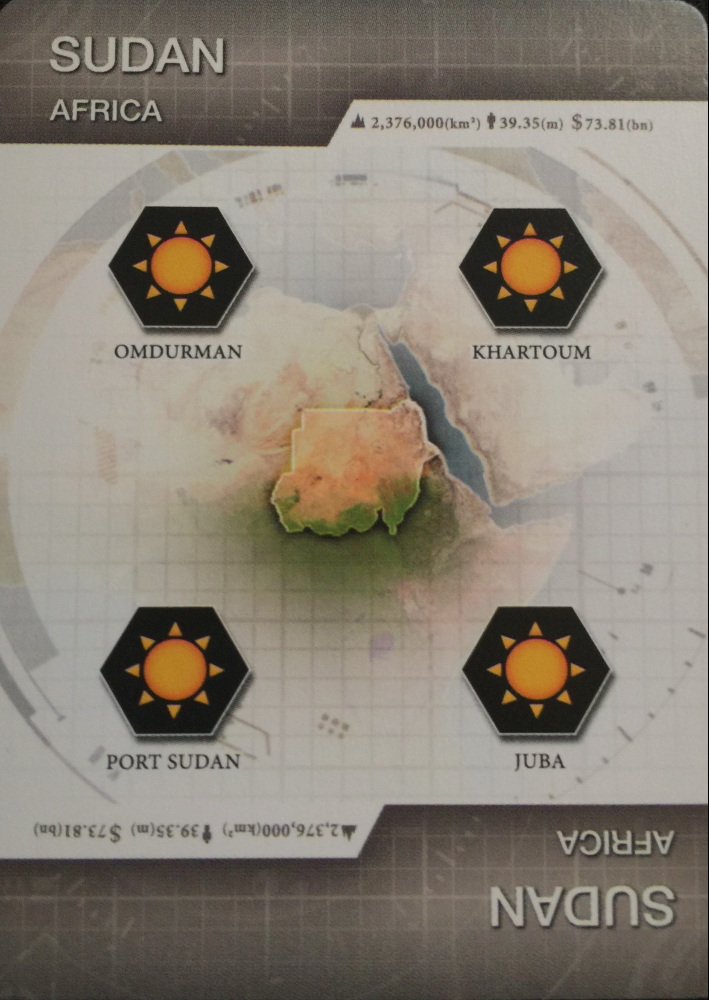 SUDAN
AFRICA
2,376,000(km²) 39.35(m) $73.81(bn)
OMDURMAN
KHARTOUM
PORT SUDAN
JUBA
2,376,000(km²) 39.35(m) $73.81(bn)
AFRICA
SUDAN